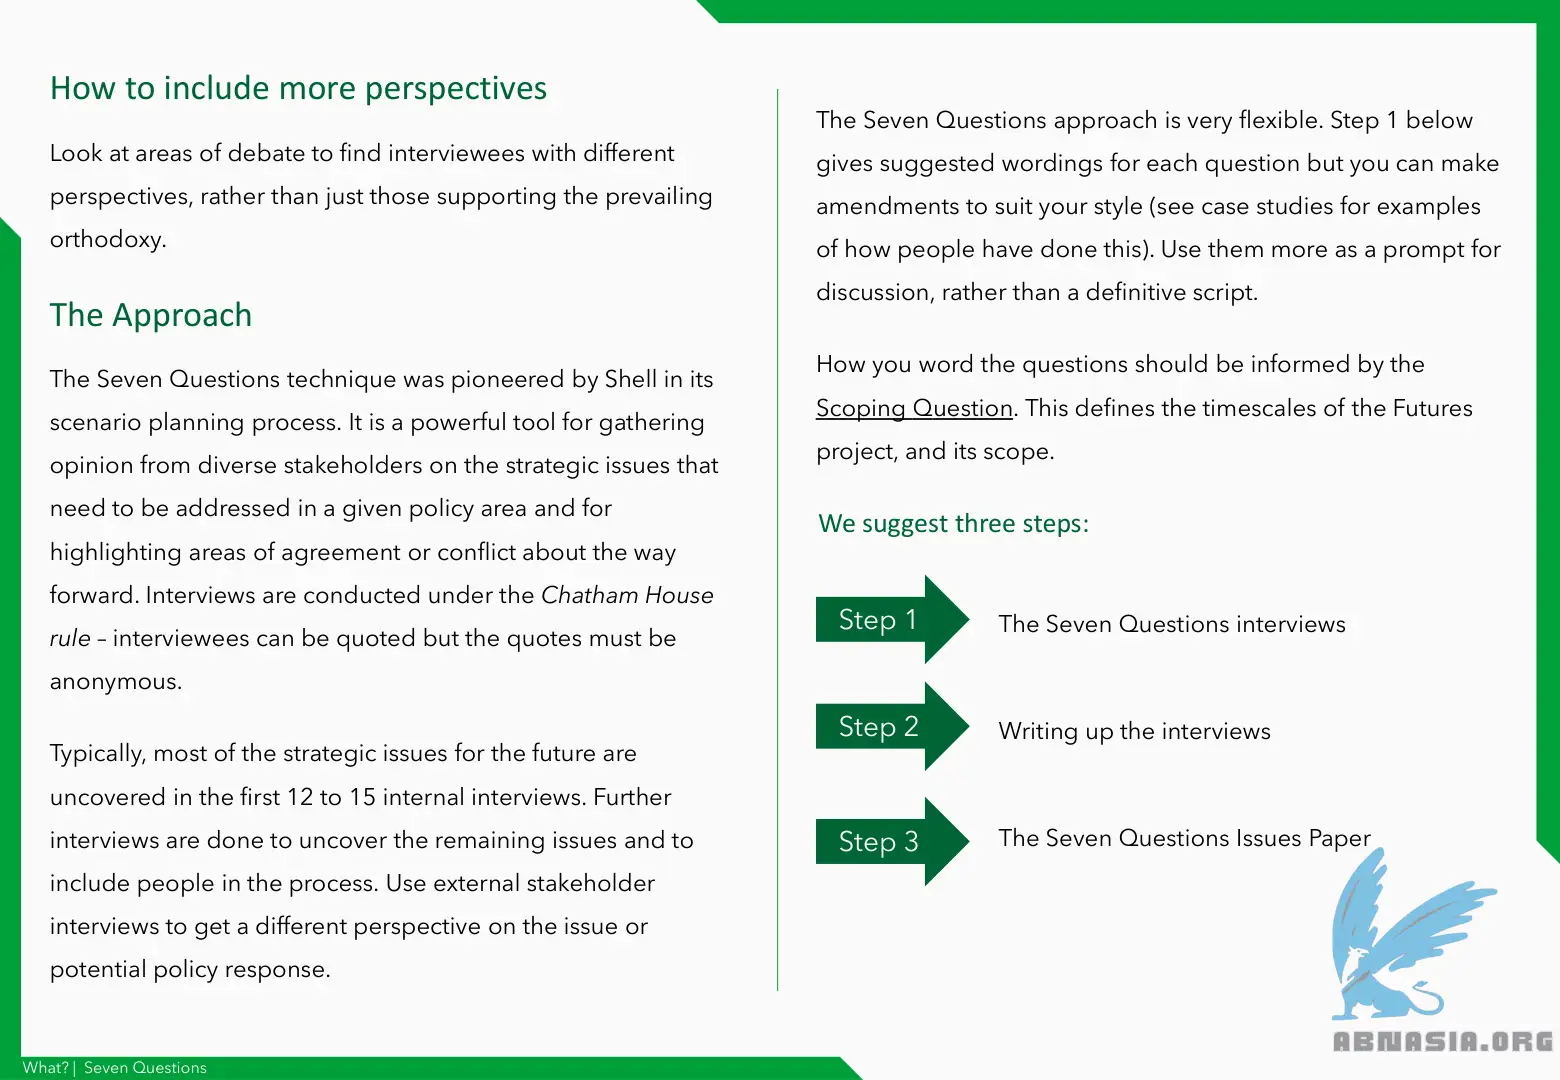 How to include more perspectives
Look at areas of debate to find interviewees with different
perspectives, rather than just those supporting the prevailing
orthodoxy.
The Approach
The Seven Questions technique was pioneered by Shell in its
scenario planning process. It is a powerful tool for gathering
opinion from diverse stakeholders on the strategic issues that
need to be addressed in a given policy area and for
highlighting areas of agreement or conflict about the way
forward. Interviews are conducted under the Chatham House
rule – interviewees can be quoted but the quotes must be
anonymous.
Typically, most of the strategic issues for the future are
uncovered in the first 12 to 15 internal interviews. Further
interviews are done to uncover the remaining issues and to
include people in the process. Use external stakeholder
interviews to get a different perspective on the issue or
potential policy response.
The Seven Questions approach is very flexible. Step 1 below
gives suggested wordings for each question but you can make
amendments to suit your style (see case studies for examples
of how people have done this). Use them more as a prompt for
discussion, rather than a definitive script.
How you word the questions should be informed by the
Scoping Question. This defines the timescales of the Futures
project, and its scope.
We suggest three steps:
Step 1 The Seven Questions interviews
Step 2 Writing up the interviews
Step 3 The Seven Questions Issues Paper
ABNASIA.ORG
What? | Seven Questions